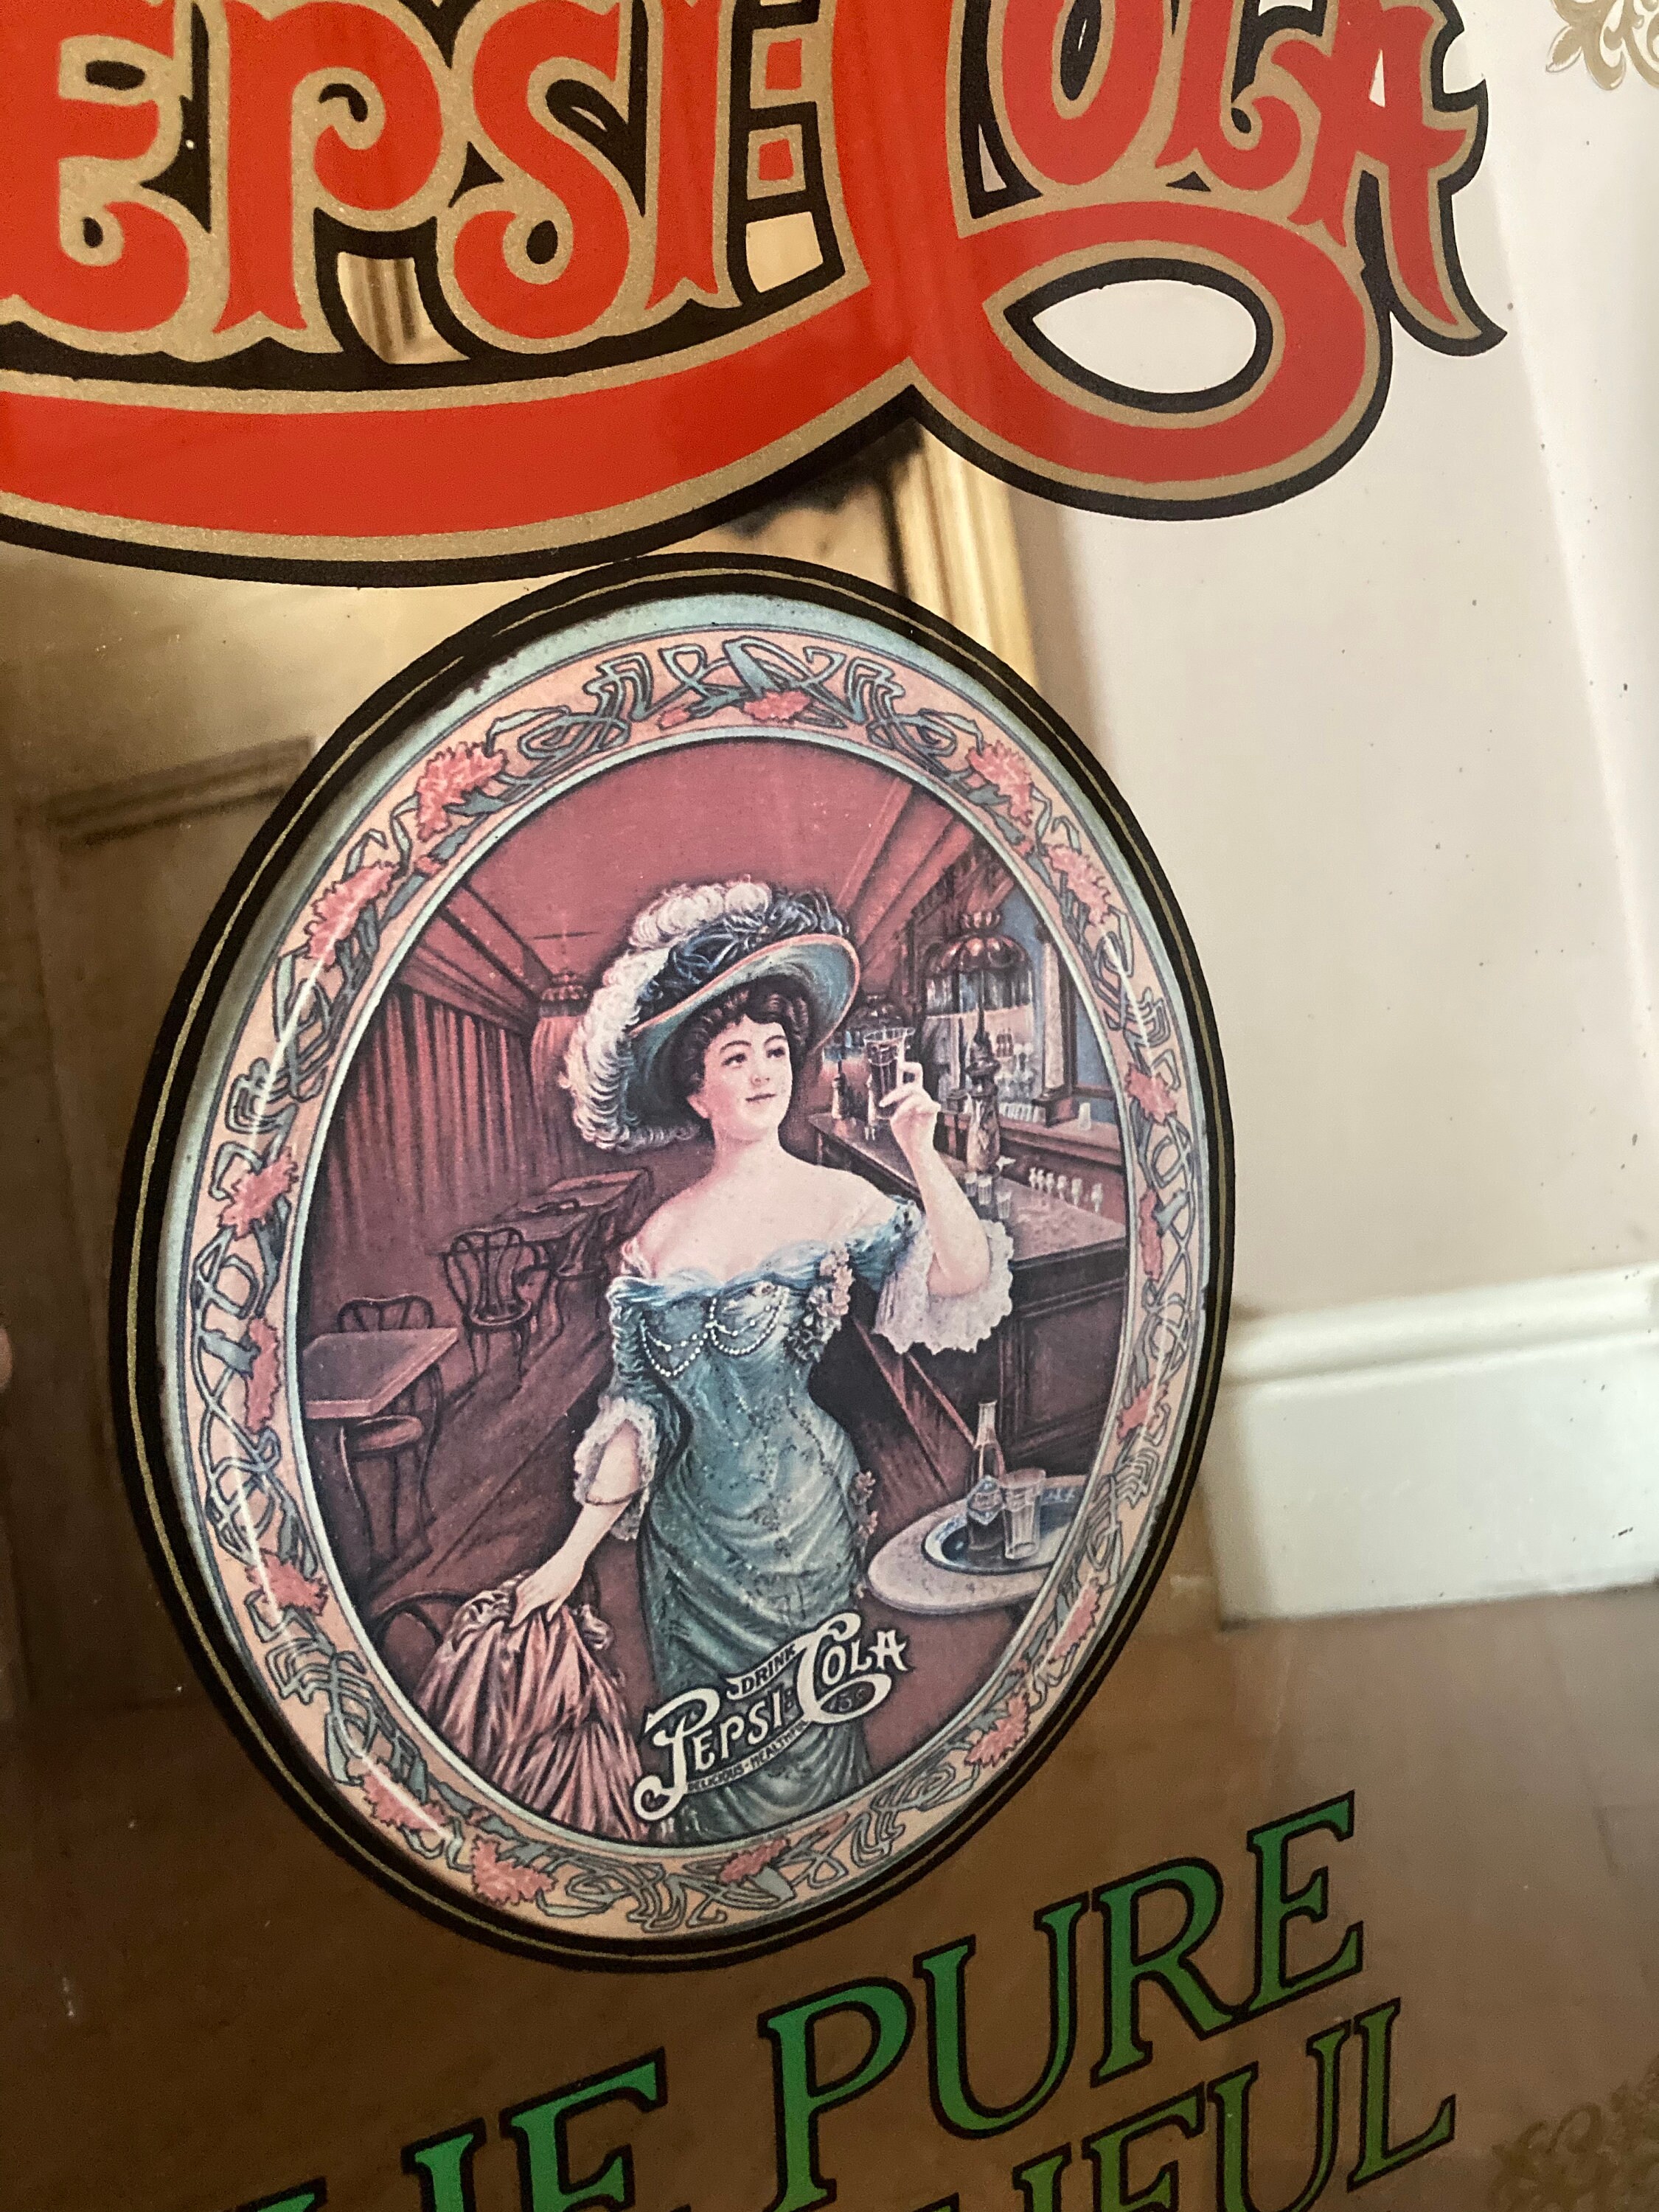 EPSI:COLA
DRINK
PEPSI:COLA
5¢
DELICIOUS-HEALTHFUL
PURE